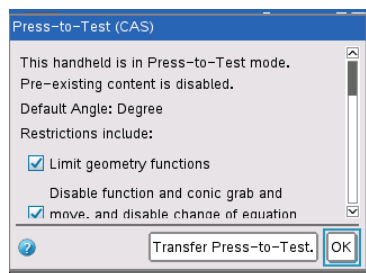 Press-to-Test (CAS)
This handheld is in Press-to-Test mode.
Pre-existing content is disabled.
Default Angle: Degree
Restrictions include:
Limit geometry functions
Disable function and conic grab and
move, and disable change of equation
?
Transfer Press-to-Test.
OK